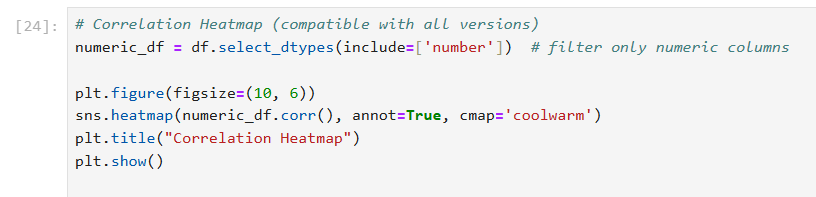 [24]: # Correlation Heatmap (compatible with all versions)
numeric_df = df.select_dtypes(include=['number'])  # filter only numeric columns

plt.figure(figsize=(10, 6))
sns.heatmap(numeric_df.corr(), annot=True, cmap='coolwarm')
plt.title("Correlation Heatmap")
plt.show()